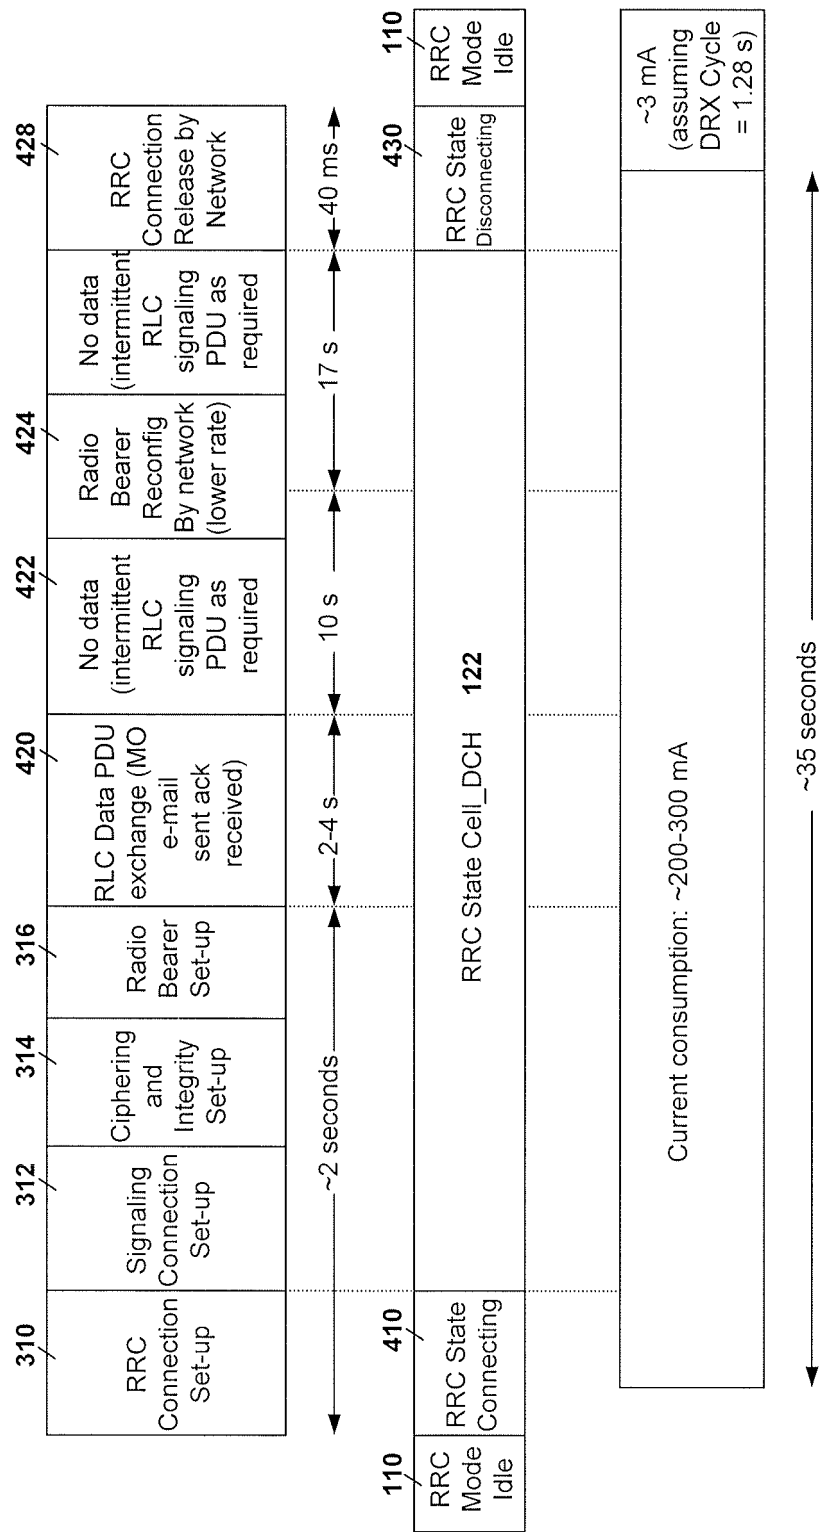 310
RRC
Connection
Set-up
312
Signaling
Connection
Set-up
314
Ciphering
and
Integrity
Set-up
316
Radio
Bearer
Set-up
420
RLC Data PDU
exchange (MO
e-mail
sent ack
received)
422
No data
(intermittent
RLC
signaling
PDU as
required
424
Radio
Bearer
Reconfig
By network
(lower rate)
No data
(intermittent
RLC
signaling
PDU as
required
428
RRC
Connection
Release by
Network
~2 seconds
2-4 s
10 s
17 s
40 ms
110
RRC
Mode
Idle
410
RRC State
Connecting
RRC State Cell_DCH 122
430
RRC State
Disconnecting
110
RRC
Mode
Idle
Current consumption: ~200-300 mA
~3 mA
(assuming
DRX Cycle
= 1.28 s)
~35 seconds